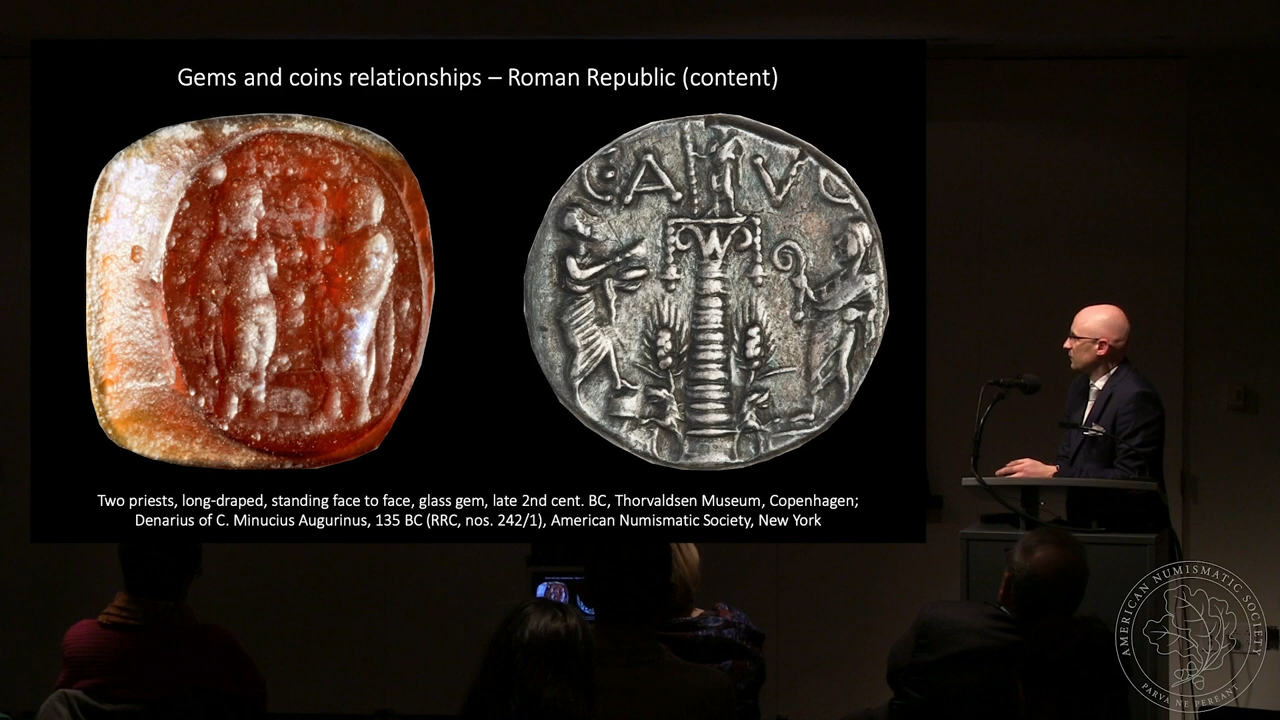 Gems and coins relationships – Roman Republic (content)
C A V G
Two priests, long-draped, standing face to face, glass gem, late 2nd cent. BC, Thorvaldsen Museum, Copenhagen;
Denarius of C. Minucius Augurinus, 135 BC (RRC, nos. 242/1), American Numismatic Society, New York
AMERICAN NUMISMATIC SOCIETY
PARVA NE PEREANT